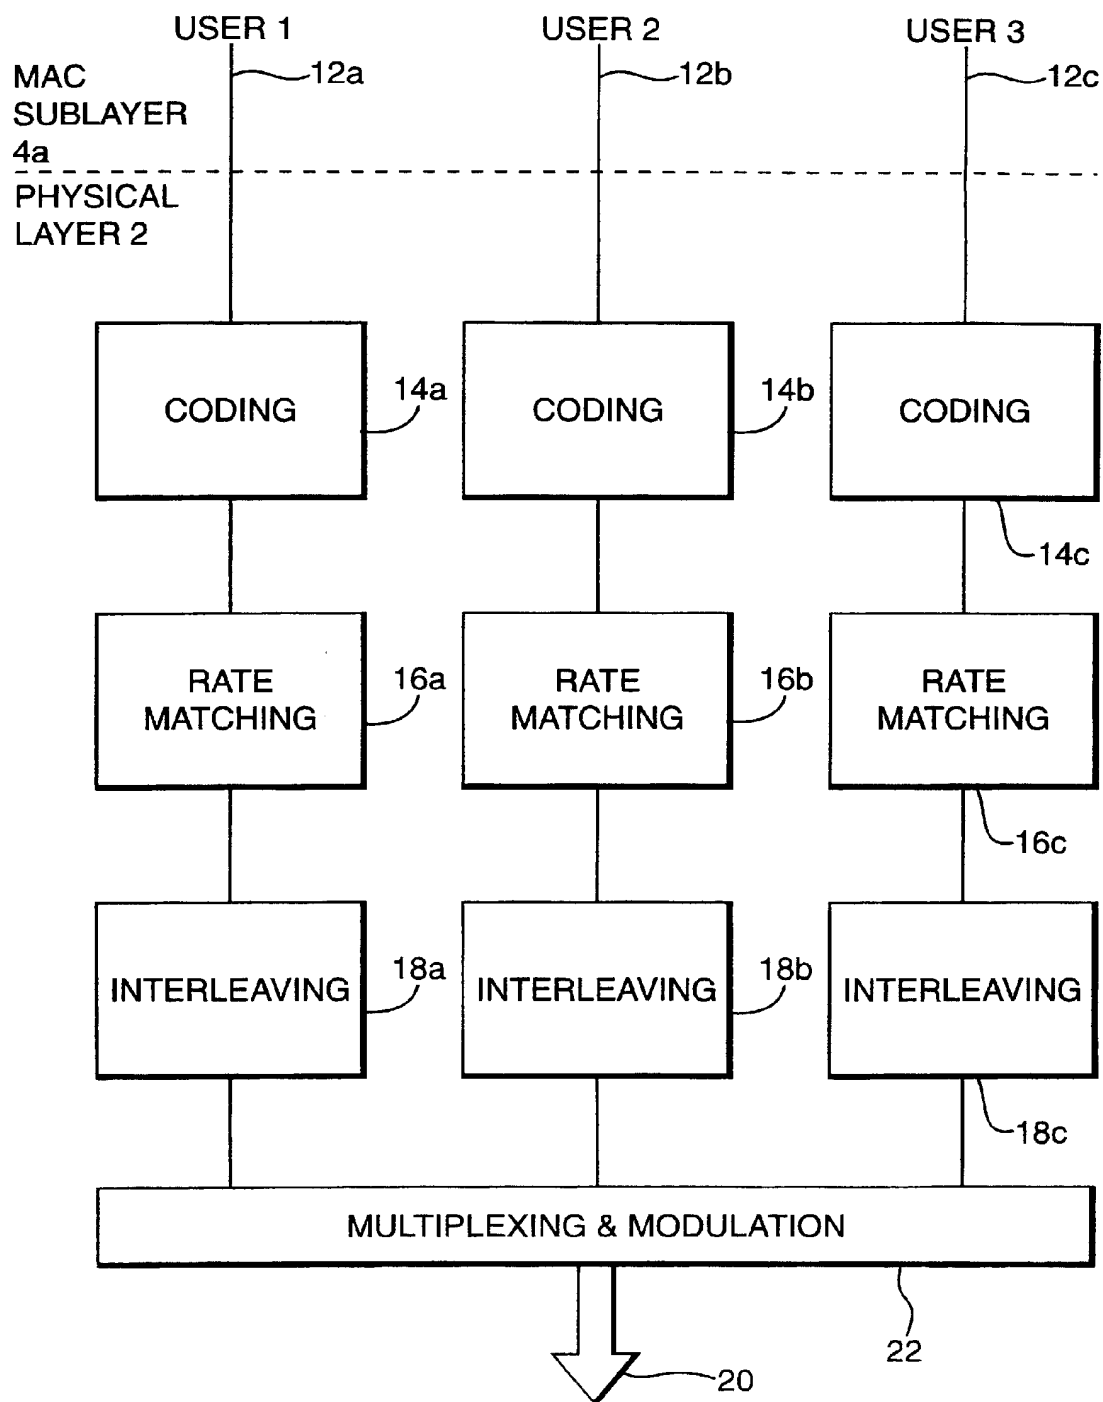 USER 1
USER 2
USER 3
12a
12b
12c
MAC
SUBLAYER
4a
PHYSICAL
LAYER 2
CODING
14a
CODING
14b
CODING
14c
RATE
MATCHING
16a
RATE
MATCHING
16b
RATE
MATCHING
16c
INTERLEAVING
18a
INTERLEAVING
18b
INTERLEAVING
18c
MULTIPLEXING & MODULATION
22
20